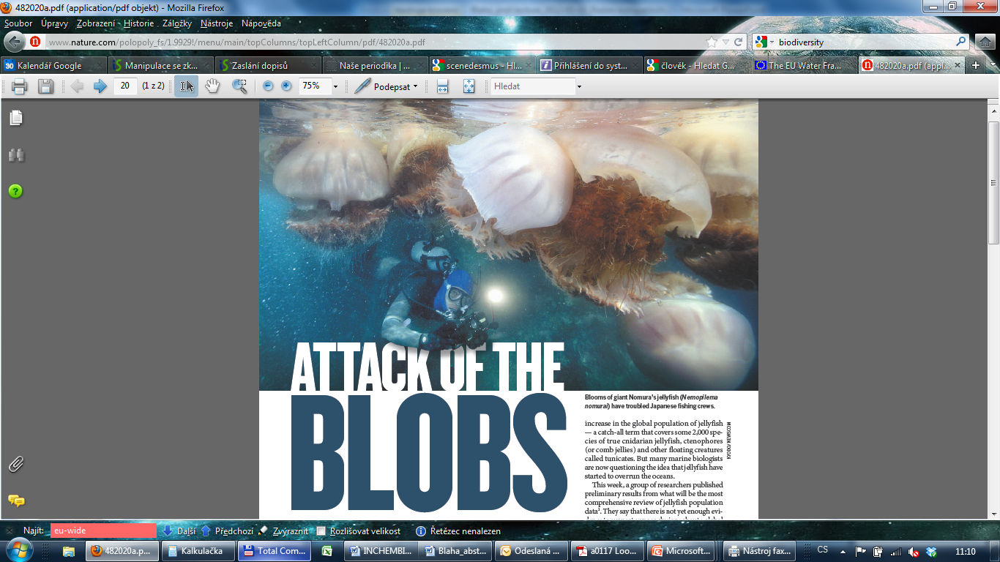 482020a.pdf (application/pdf objekt) - Mozilla Firefox
Soubor Úpravy Zobrazení Historie Záložky Nástroje Nápověda
www.nature.com/polopoly_fs/1.9929!/menu/main/topColumns/topLeftColumn/pdf/482020a.pdf
biodiversity
30 Kalendář Google
Manipulace se zk...
Zaslání dopisů
Naše periodika | ...
scenedesmus - Hl...
Přihlášení do syst...
člověk - Hledat G...
The EU Water Fra...
482020a.pdf (appl...
20 (1 z 2) 75% Podepsat Hledat
ATTACK OF THE
BLOBS
Blooms of giant Nomura's jellyfish (Nemopilema
nomurai) have troubled Japanese fishing crews.
KYODO/NEWSCOM
increase in the global population of jellyfish
— a catch-all term that covers some 2,000 spe-
cies of true cnidarian jellyfish, ctenophores
(or comb jellies) and other floating creatures
called tunicates. But many marine biologists
are now questioning the idea that jellyfish have
started to overrun the oceans.
This week, a group of researchers published
preliminary results from what will be the most
comprehensive review of jellyfish population
data¹. They say that there is not yet enough evi-
Najít: eu-wide Další Předchozí Zvýraznit Rozlišovat velikost Řetězec nenalezen
482020a.p...
Kalkulačka
Total Com...
INCHEMBI...
Blaha_abst...
Odeslaná ...
a0117 Loo...
Microsoft...
Nástroj fax...
CS
11:10